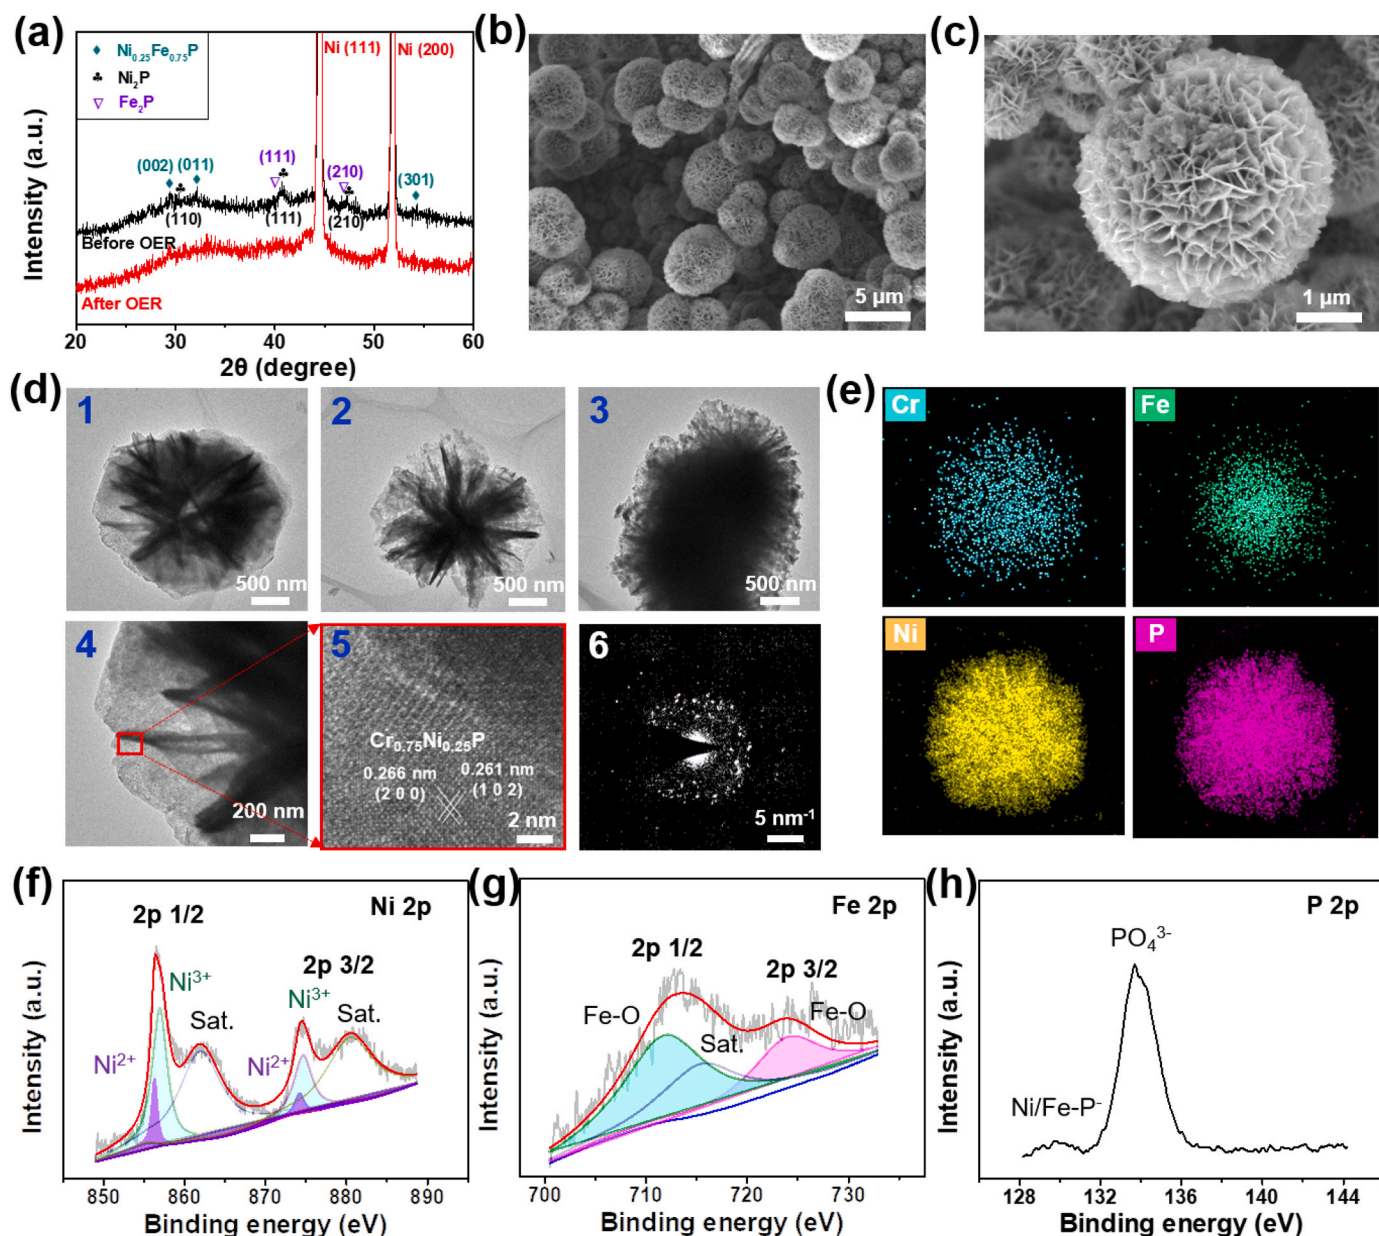 (a)
Intensity (a.u.)
♦ Ni0.25Fe0.75P
♣ Ni2P
▽ Fe2P
Ni (111)
Ni (200)
(002) (011)
(111)
(210)
(301)
(110)
(111)
(210)
Before OER
After OER
20 30 40 50 60
2θ (degree)
(b)
5 μm
(c)
1 μm
(d)
1
500 nm
2
500 nm
3
500 nm
4
200 nm
5
Cr0.75Ni0.25P
0.266 nm
(2 0 0)
0.261 nm
(1 0 2)
2 nm
6
5 nm-1
(e)
Cr
Fe
Ni
P
(f)
Ni 2p
2p 1/2
2p 3/2
Ni3+
Ni3+
Sat.
Sat.
Ni2+
Ni2+
Intensity (a.u.)
850 860 870 880 890
Binding energy (eV)
(g)
Fe 2p
2p 1/2
2p 3/2
Fe-O
Fe-O
Sat.
Intensity (a.u.)
700 710 720 730
Binding energy (eV)
(h)
P 2p
PO43-
Ni/Fe-P-
Intensity (a.u.)
128 132 136 140 144
Binding energy (eV)